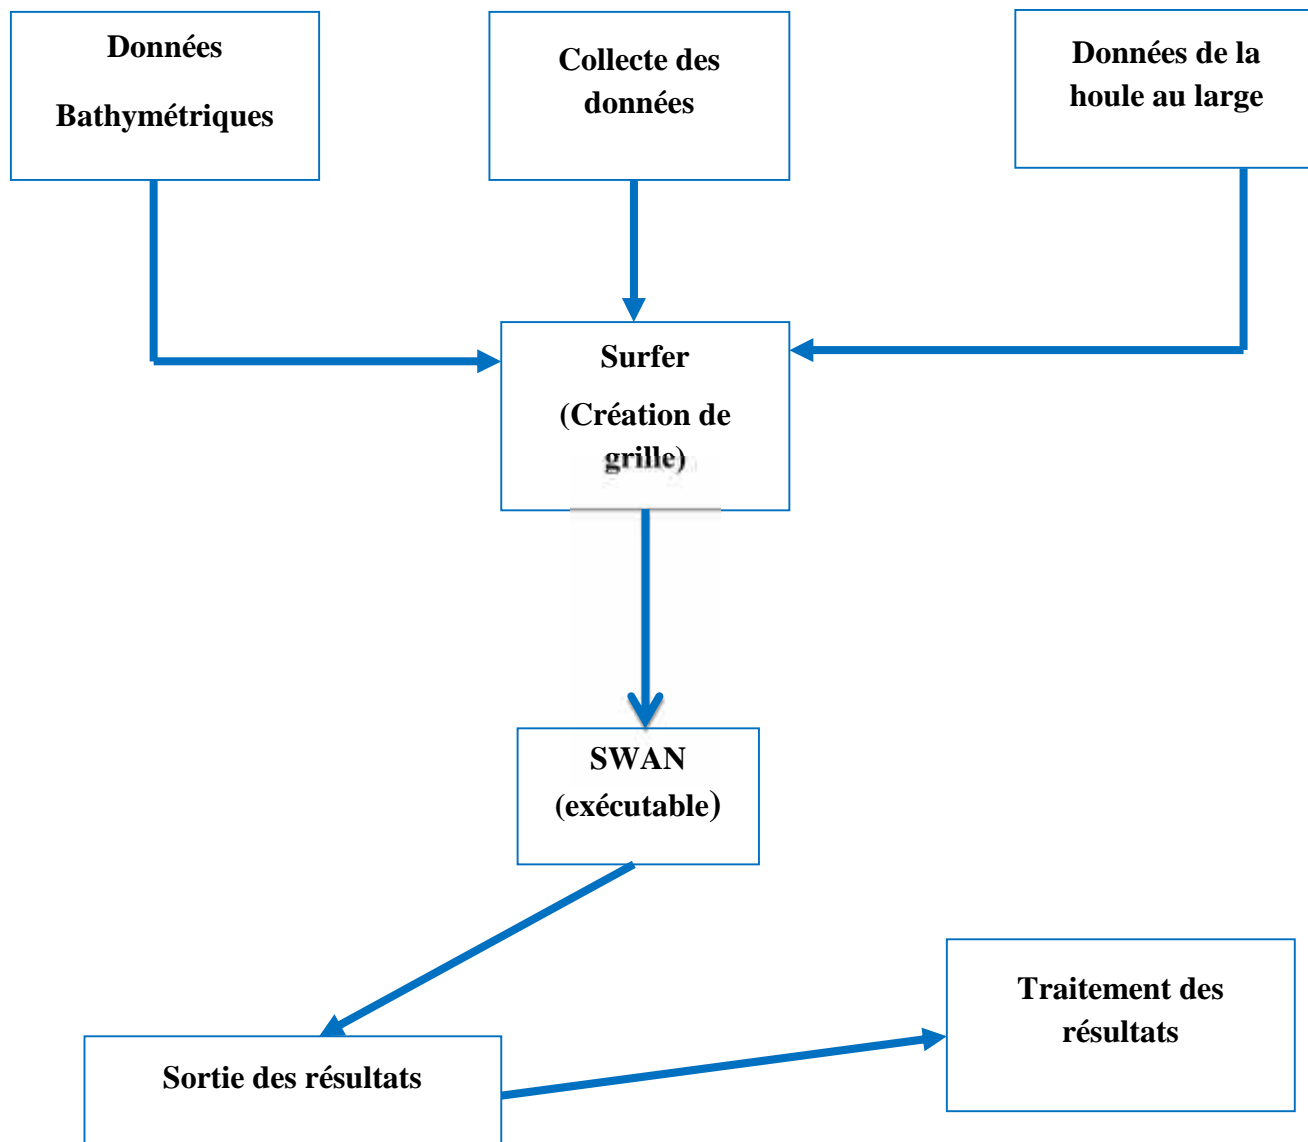 Données
Bathymétriques
Collecte des
données
Données de la
houle au large
Surfer
(Création de
grille)
SWAN
(exécutable)
Sortie des résultats
Traitement des
résultats